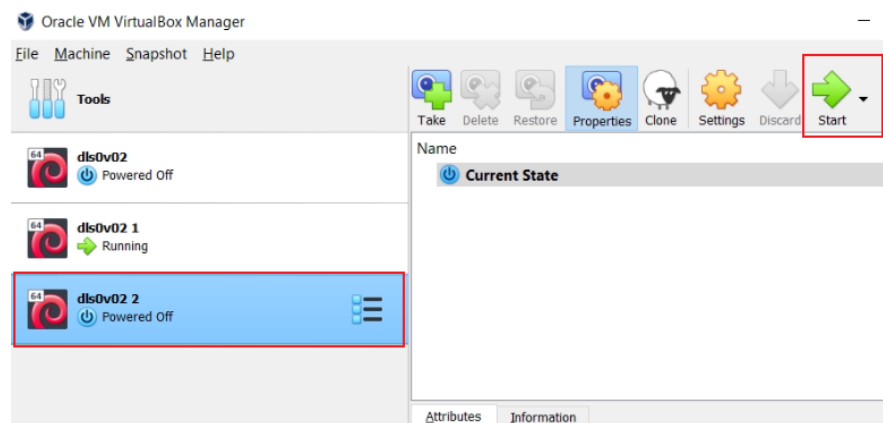 Oracle VM VirtualBox Manager
File Machine Snapshot Help
Tools
Take Delete Restore Properties Clone Settings Discard Start
64
dls0v02
Powered Off
64
dls0v02 1
Running
64
dls0v02 2
Powered Off
Name
Current State
Attributes Information